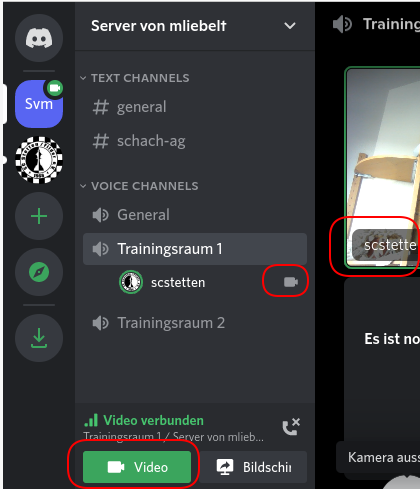 Server von mliebelt
Training
Svm
TEXT CHANNELS
general
schach-ag
VOICE CHANNELS
General
Trainingsraum 1
scstetten
Trainingsraum 2
scstette
Es ist no
Video verbunden
Trainingsraum 1 / Server von mlieb...
Video
Bildschi
Kamera auss